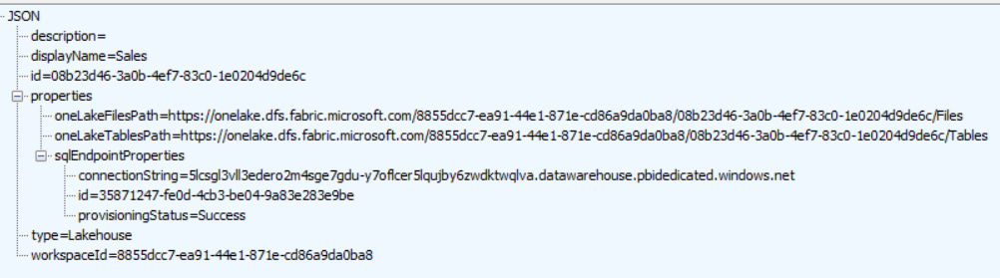 JSON
description=
displayName=Sales
id=08b23d46-3a0b-4ef7-83c0-1e0204d9de6c
properties
oneLakeFilesPath=https://onelake.dfs.fabric.microsoft.com/8855dcc7-ea91-44e1-871e-cd86a9da0ba8/08b23d46-3a0b-4ef7-83c0-1e0204d9de6c/Files
oneLakeTablesPath=https://onelake.dfs.fabric.microsoft.com/8855dcc7-ea91-44e1-871e-cd86a9da0ba8/08b23d46-3a0b-4ef7-83c0-1e0204d9de6c/Tables
sqlEndpointProperties
connectionString=5lcsgl3vll3edero2m4sge7gdu-y7oflcer5lqujby6zwdktwqlva.datawarehouse.pbidedicated.windows.net
id=35871247-fe0d-4cb3-be04-9a83e283e9be
provisioningStatus=Success
type=Lakehouse
workspaceId=8855dcc7-ea91-44e1-871e-cd86a9da0ba8